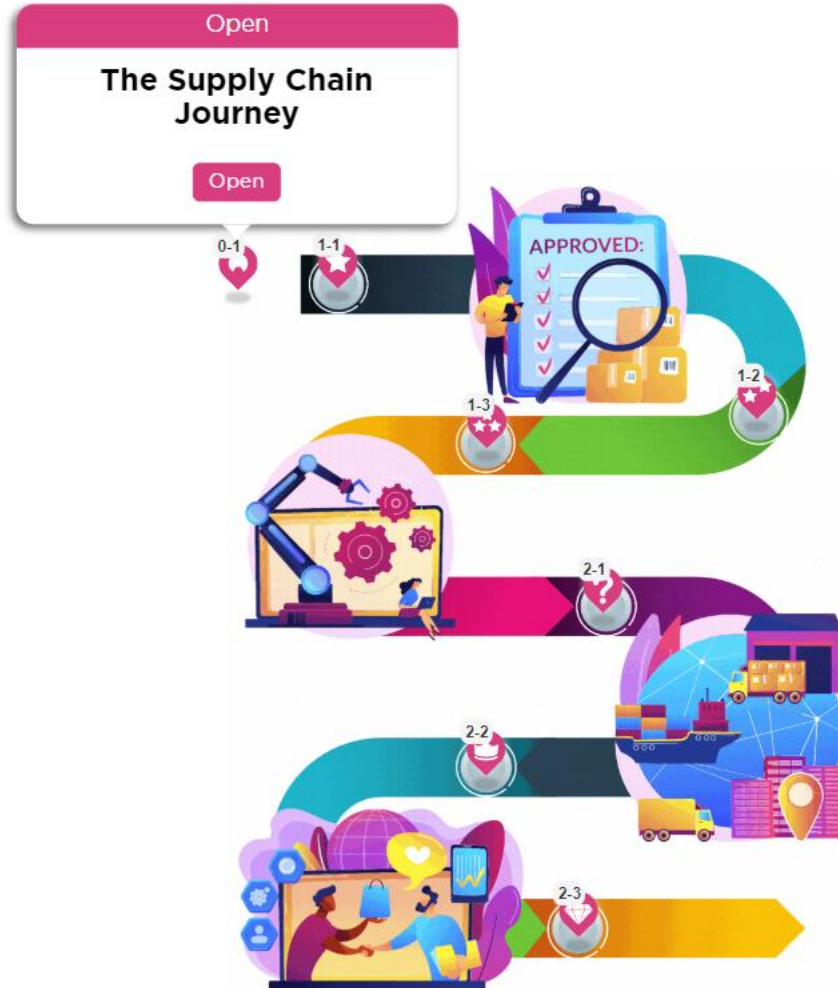 Open
The Supply Chain
Journey
Open
0-1
1-1
APPROVED:
1-2
1-3
2-1
?
2-2
2-3